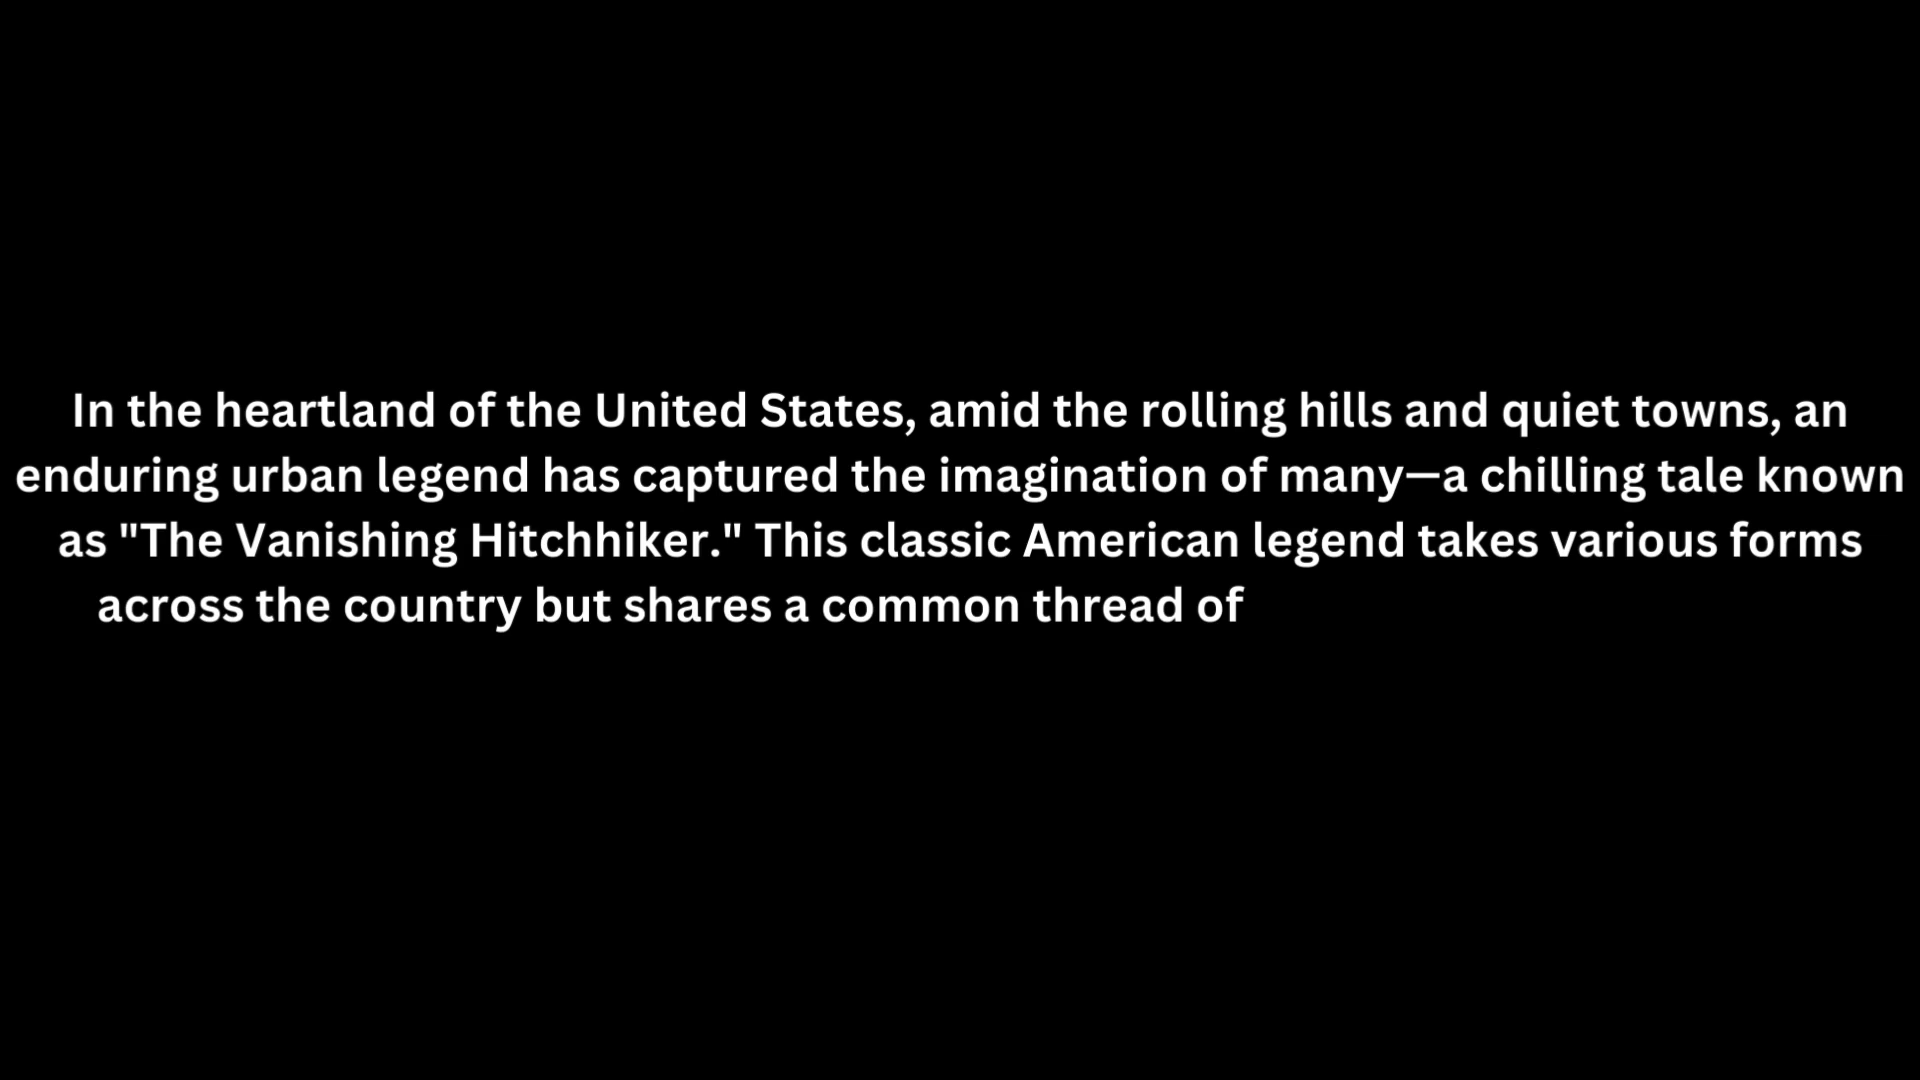 In the heartland of the United States, amid the rolling hills and quiet towns, an
enduring urban legend has captured the imagination of many—a chilling tale known
as "The Vanishing Hitchhiker." This classic American legend takes various forms
across the country but shares a common thread of